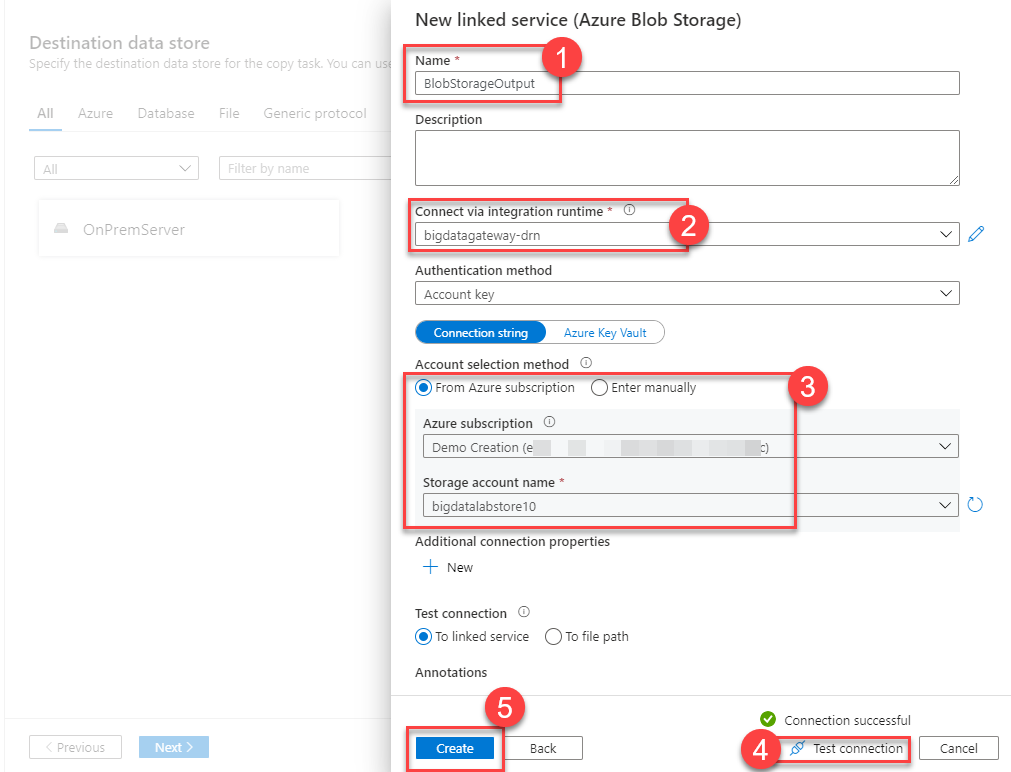 Destination data store
Specify the destination data store for the copy task. You can use
All Azure Database File Generic protocol
All
Filter by name
OnPremServer
< Previous
Next >
New linked service (Azure Blob Storage)
1
Name *
BlobStorageOutput
Description
Connect via integration runtime *
2
bigdatagateway-drn
Authentication method
Account key
Connection string Azure Key Vault
Account selection method
3
From Azure subscription Enter manually
Azure subscription
Demo Creation (e c)
Storage account name *
bigdatalabstore10
Additional connection properties
+ New
Test connection
To linked service To file path
Annotations
5
Connection successful
Create
Back
4
Test connection
Cancel